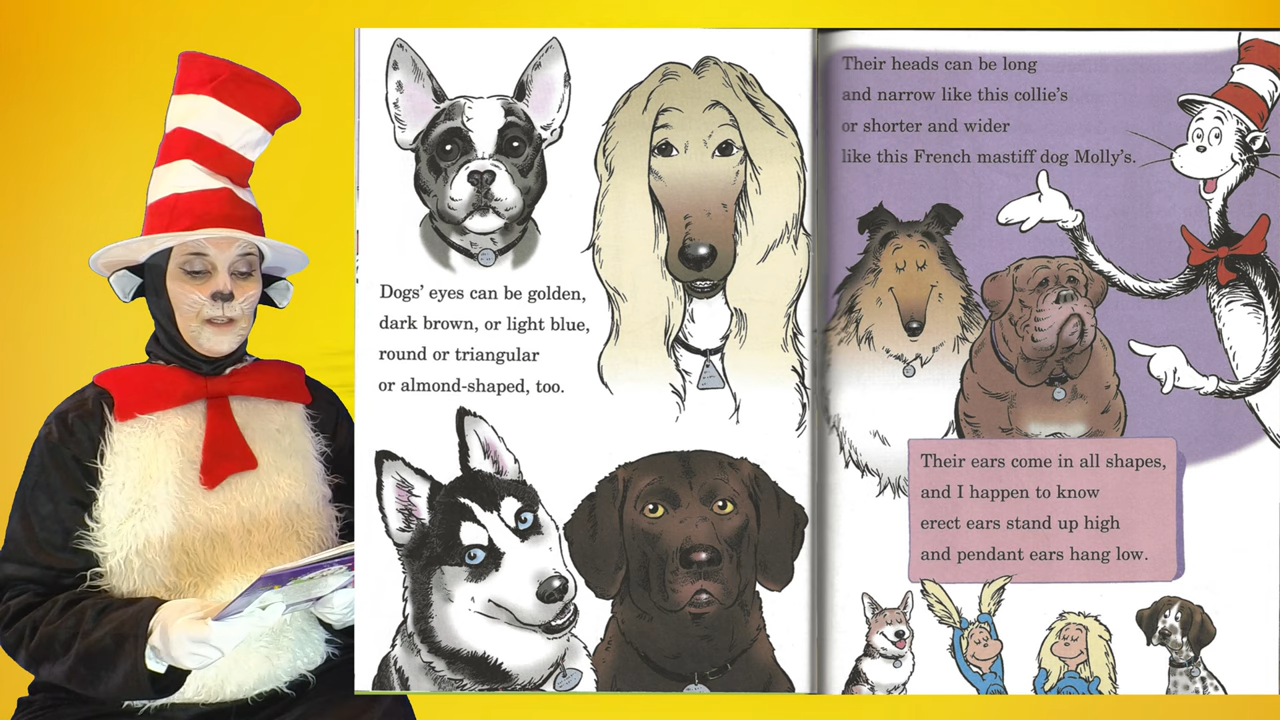 Dogs' eyes can be golden,
dark brown, or light blue,
round or triangular
or almond-shaped, too.
Their heads can be long
and narrow like this collie's
or shorter and wider
like this French mastiff dog Molly's.
Their ears come in all shapes,
and I happen to know
erect ears stand up high
and pendant ears hang low.